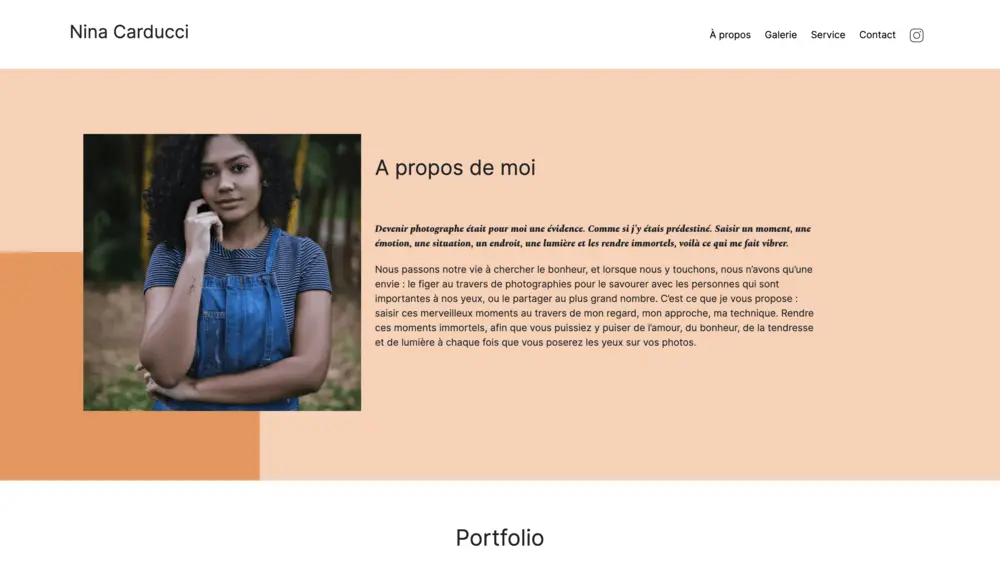 Nina Carducci
À propos Galerie Service Contact
A propos de moi
Devenir photographe était pour moi une évidence. Comme si j'y étais prédestiné. Saisir un moment, une
émotion, une situation, un endroit, une lumière et les rendre immortels, voilà ce qui me fait vibrer.
Nous passons notre vie à chercher le bonheur, et lorsque nous y touchons, nous n'avons qu'une
envie : le figer au travers de photographies pour le savourer avec les personnes qui sont
importantes à nos yeux, ou le partager au plus grand nombre. C'est ce que je vous propose :
saisir ces merveilleux moments au travers de mon regard, mon approche, ma technique. Rendre
ces moments immortels, afin que vous puissiez y puiser de l'amour, du bonheur, de la tendresse
et de lumière à chaque fois que vous poserez les yeux sur vos photos.
Portfolio